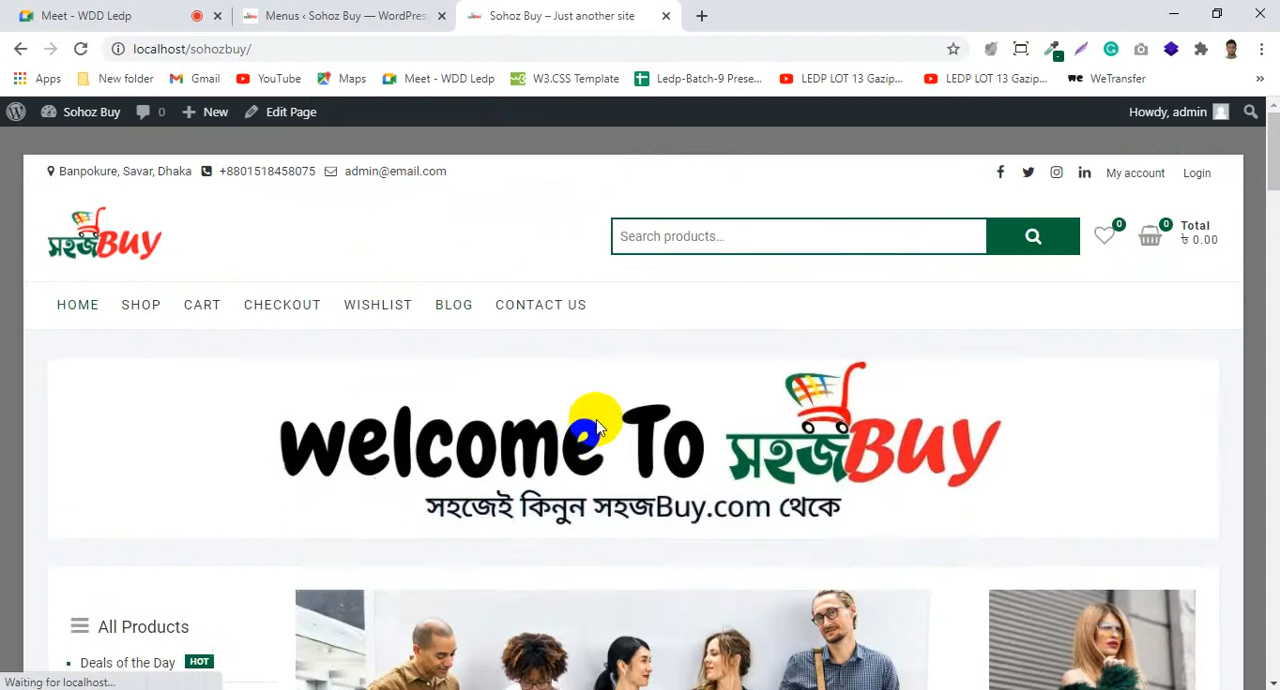 Meet - WDD Ledp
Menus ‹ Sohoz Buy — WordPress
Sohoz Buy – Just another site
localhost/sohozbuy/
Apps New folder Gmail YouTube Maps Meet - WDD Ledp W3.CSS Template Ledp-Batch-9 Prese... LEDP LOT 13 Gazip... LEDP LOT 13 Gazip... WeTransfer »
Sohoz Buy 0 New Edit Page Howdy, admin
Banpokure, Savar, Dhaka +8801518458075 admin@email.com My account Login
সহজBUY
Search products...
0
0
Total
৳ 0.00
HOME SHOP CART CHECKOUT WISHLIST BLOG CONTACT US
welcome To সহজBUY
সহজেই কিনুন সহজBuy.com থেকে
All Products
Deals of the Day HOT
Waiting for localhost...